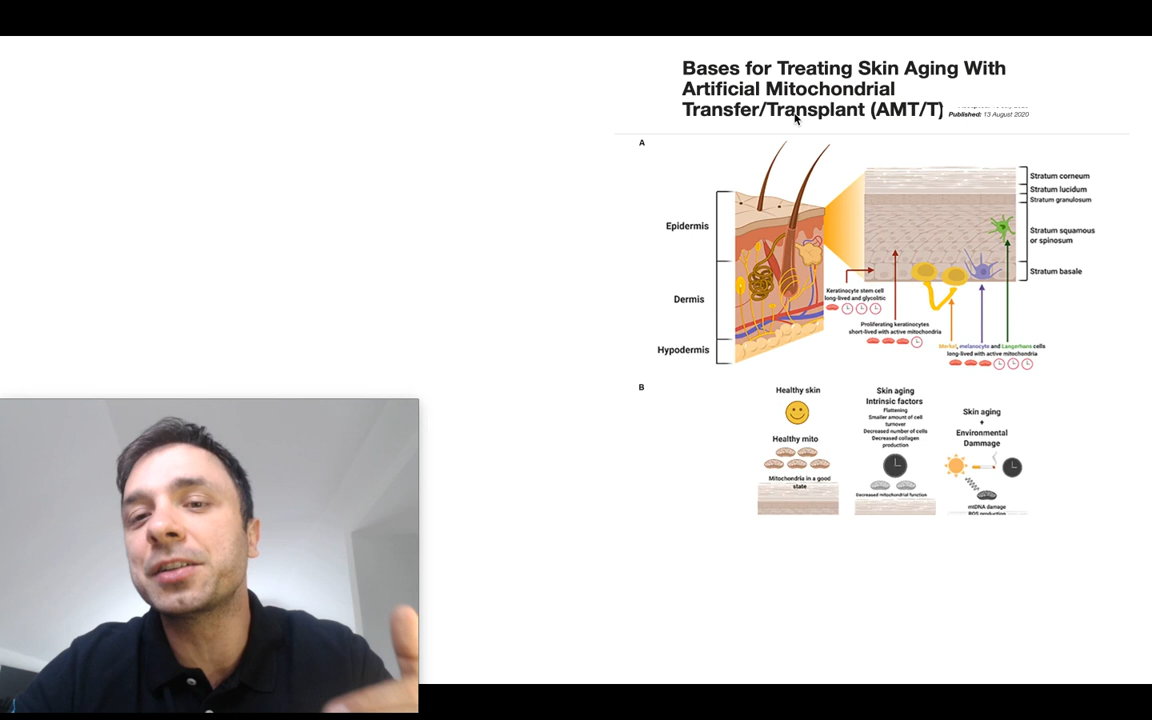 Bases for Treating Skin Aging With
Artificial Mitochondrial
Transfer/Transplant (AMT/T)
Published: 13 August 2020
A
Stratum corneum
Stratum lucidum
Stratum granulosum
Stratum squamous
or spinosum
Stratum basale
Epidermis
Dermis
Hypodermis
Keratinocyte stem cell
long-lived and glycolitic
Proliferating keratinocytes
short-lived with active mitochondria
Merkel, melanocyte and Langerhans cells
long-lived with active mitochondria
B
Healthy skin
Healthy mito
Mitochondria in a good
state
Skin aging
Intrinsic factors
Flattening
Smaller amount of cell
turnover
Decreased number of cells
Decreased collagen
production
Decreased mitochondrial function
Skin aging
+
Environmental
Dammage
mtDNA damage
ROS production